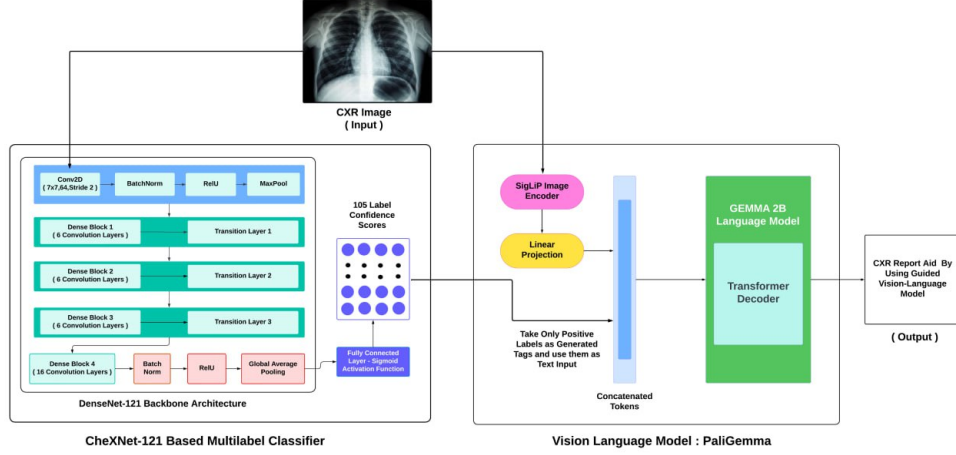 CXR Image
( Input )
Conv2D
( 7x7,64,Stride 2 )
BatchNorm
RelU
MaxPool
Dense Block 1
( 6 Convolution Layers )
Transition Layer 1
Dense Block 2
( 6 Convolution Layers )
Transition Layer 2
Dense Block 3
( 6 Convolution Layers )
Transition Layer 3
Dense Block 4
( 16 Convolution Layers )
Batch
Norm
RelU
Global Average
Pooling
DenseNet-121 Backbone Architecture
105 Label
Confidence
Scores
Fully Connected
Layer - Sigmoid
Activation Function
CheXNet-121 Based Multilabel Classifier
SigLiP Image
Encoder
Linear
Projection
Take Only Positive
Labels as Generated
Tags and use them as
Text Input
Concatenated
Tokens
GEMMA 2B
Language Model
Transformer
Decoder
Vision Language Model : PaliGemma
CXR Report Aid By
Using Guided
Vision-Language
Model
( Output )